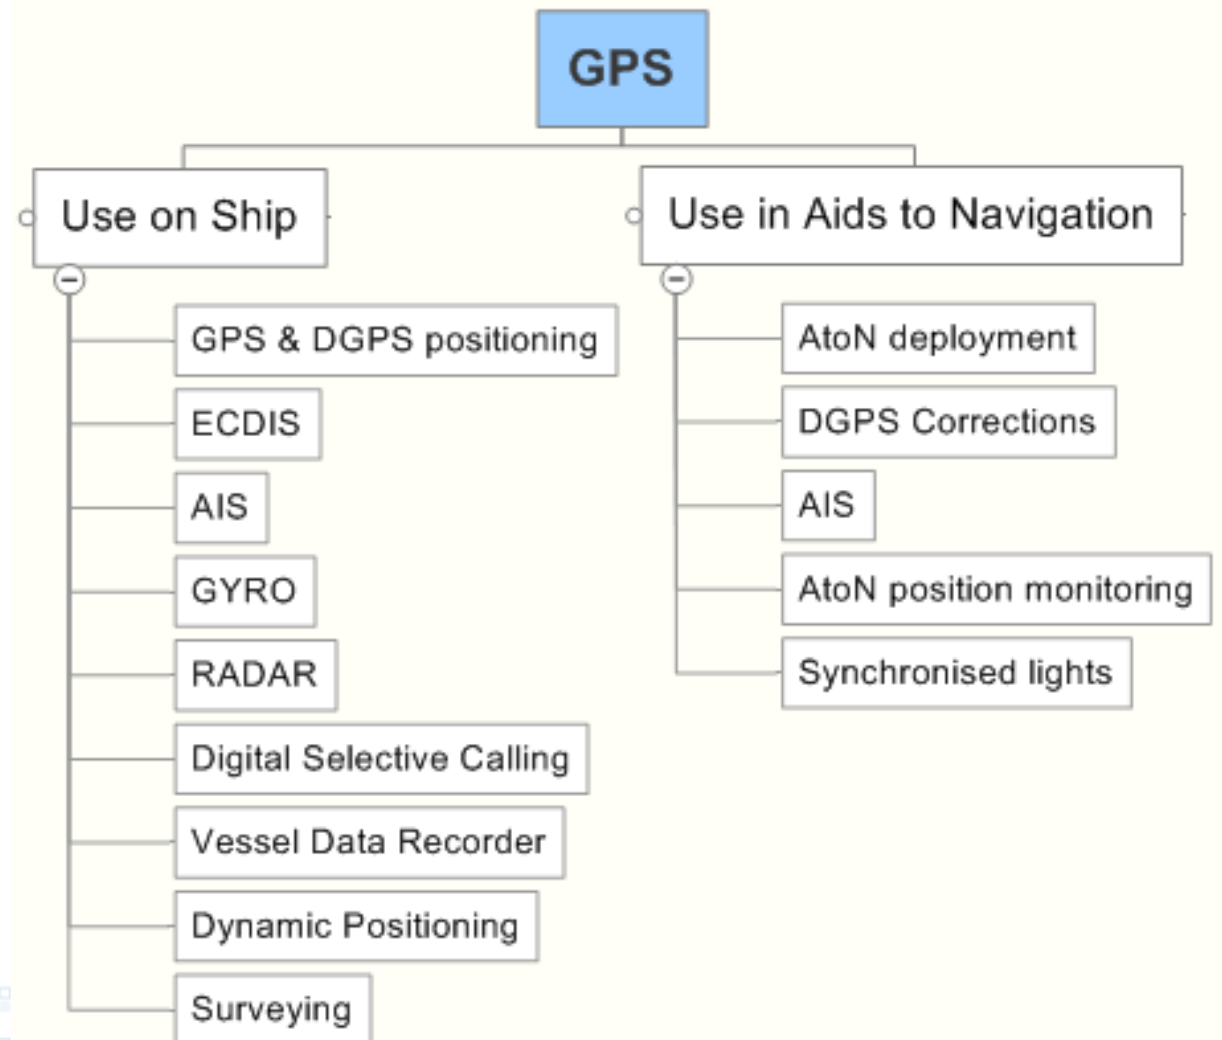 GPS
Use on Ship
GPS & DGPS positioning
ECDIS
AIS
GYRO
RADAR
Digital Selective Calling
Vessel Data Recorder
Dynamic Positioning
Surveying
Use in Aids to Navigation
AtoN deployment
DGPS Corrections
AIS
AtoN position monitoring
Synchronised lights